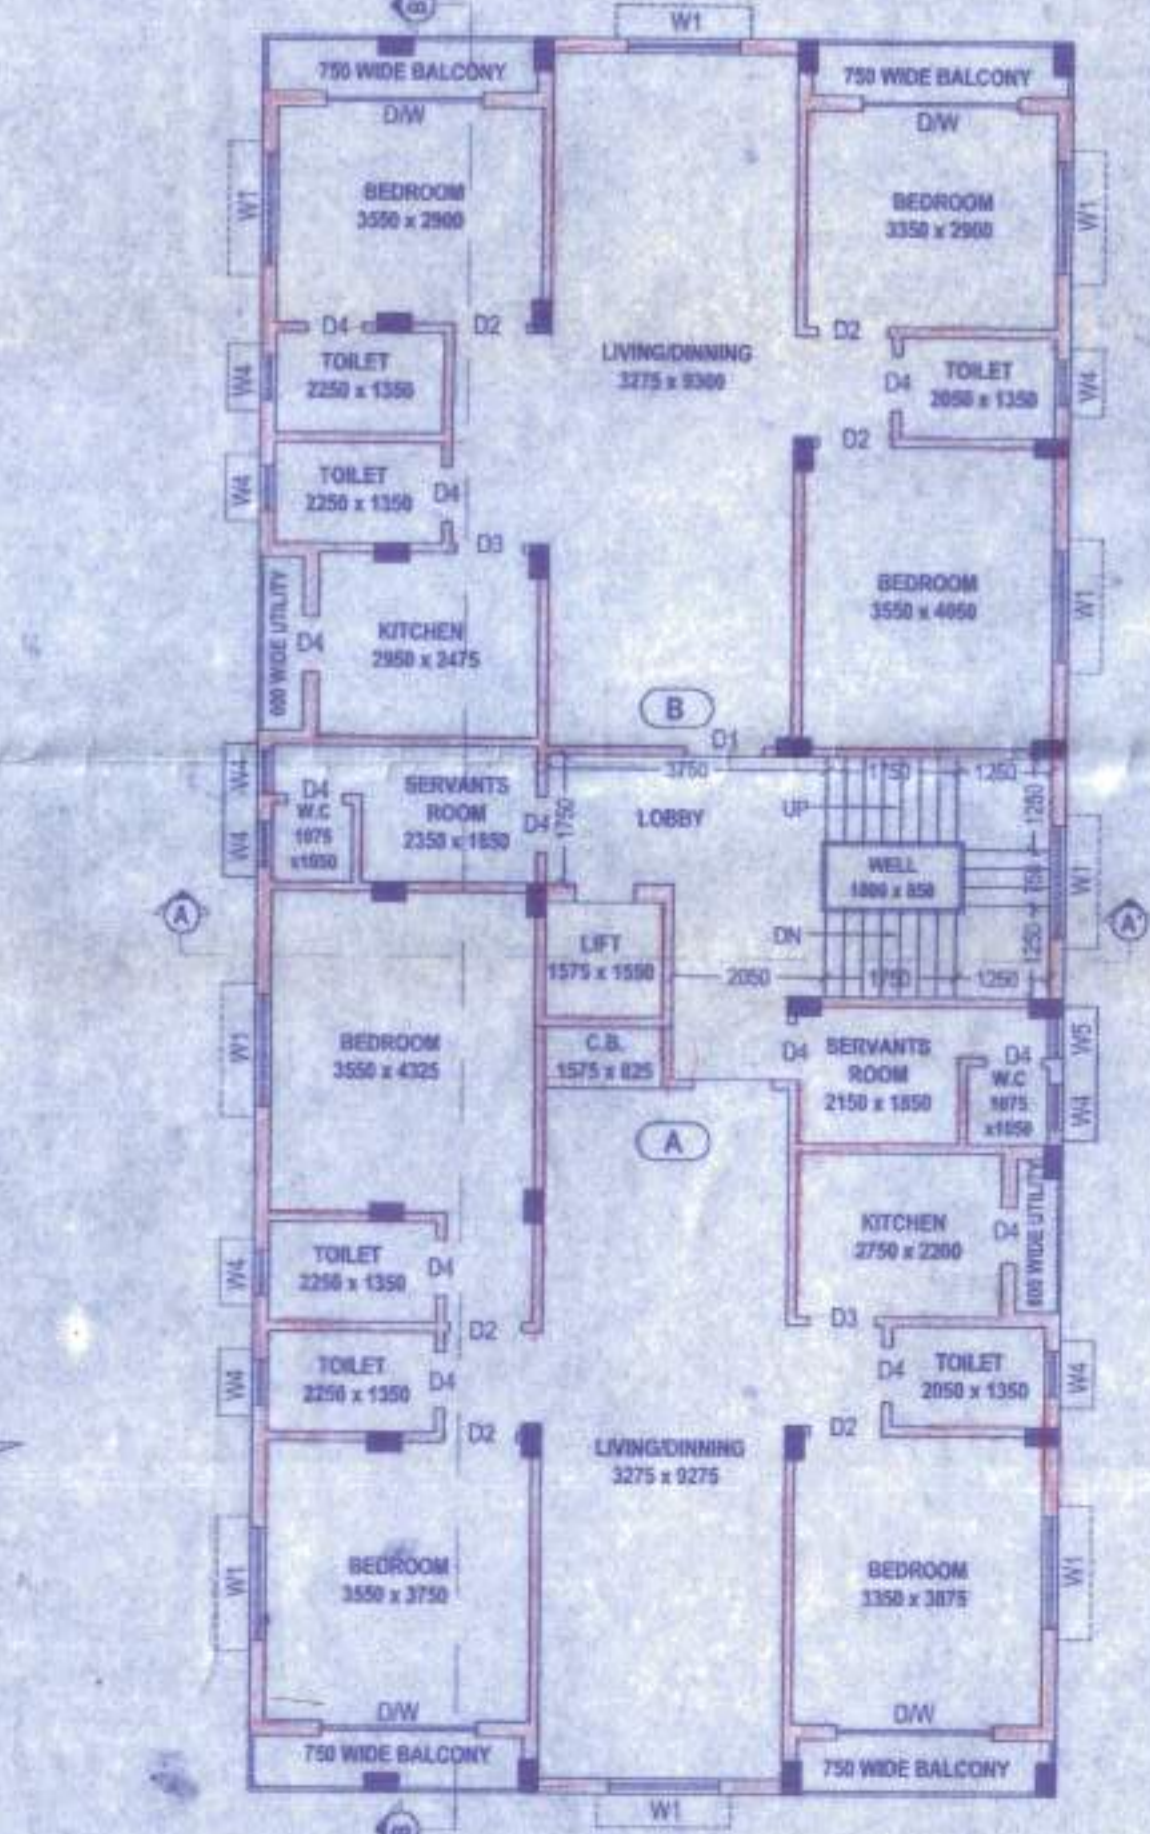 B
W1
750 WIDE BALCONY
750 WIDE BALCONY
D/W
D/W
W1
BEDROOM
3550 x 2900
BEDROOM
3350 x 2900
W1
D4
D2
D2
W4
TOILET
2250 x 1350
LIVING/DINNING
3275 x 9300
D4
TOILET
2050 x 1350
W4
D2
W4
TOILET
2250 x 1350
D4
D3
600 WIDE UTILITY
D4
KITCHEN
2950 x 2475
BEDROOM
3550 x 4050
W1
B
D1
W4
W4
D4
W.C
1075
x1050
SERVANTS
ROOM
2350 x 1850
D4
1750
3750
LOBBY
UP
1750
1250
1250
WELL
1800 x 850
750
W1
A
A'
LIFT
1575 x 1550
DN
2050
1750
1250
1250
W1
BEDROOM
3550 x 4325
C.B.
1575 x 825
D4
SERVANTS
ROOM
2150 x 1850
D4
W.C
1075
x1050
W5
W4
A
KITCHEN
2750 x 2200
D4
600 WIDE UTILITY
W4
TOILET
2250 x 1350
D4
D2
D3
W4
TOILET
2250 x 1350
D4
D4
TOILET
2050 x 1350
W4
D2
D2
LIVING/DINNING
3275 x 9275
W1
BEDROOM
3550 x 3750
BEDROOM
3350 x 3875
W1
D/W
D/W
750 WIDE BALCONY
750 WIDE BALCONY
W1